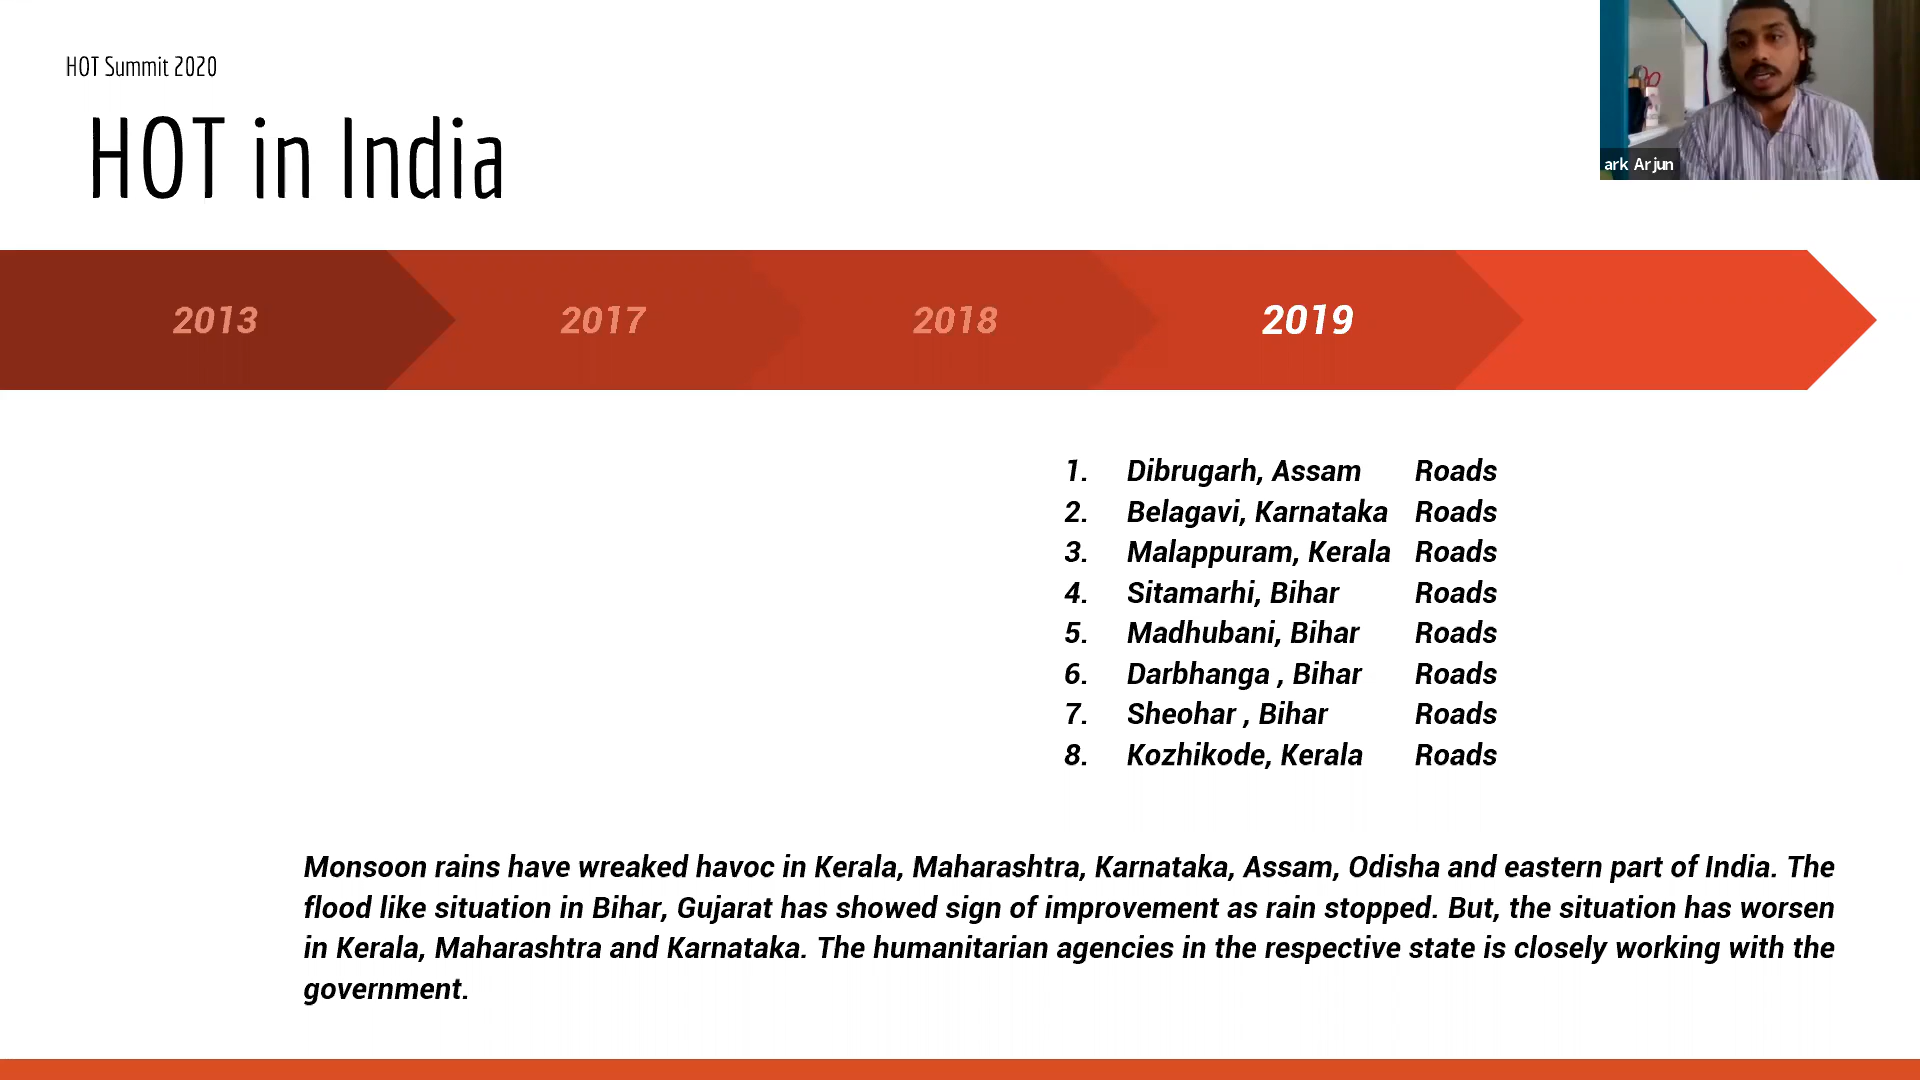 HOT Summit 2020
HOT in India
ark Arjun
2013 2017 2018 2019
1. Dibrugarh, Assam Roads
2. Belagavi, Karnataka Roads
3. Malappuram, Kerala Roads
4. Sitamarhi, Bihar Roads
5. Madhubani, Bihar Roads
6. Darbhanga , Bihar Roads
7. Sheohar , Bihar Roads
8. Kozhikode, Kerala Roads
Monsoon rains have wreaked havoc in Kerala, Maharashtra, Karnataka, Assam, Odisha and eastern part of India. The
flood like situation in Bihar, Gujarat has showed sign of improvement as rain stopped. But, the situation has worsen
in Kerala, Maharashtra and Karnataka. The humanitarian agencies in the respective state is closely working with the
government.